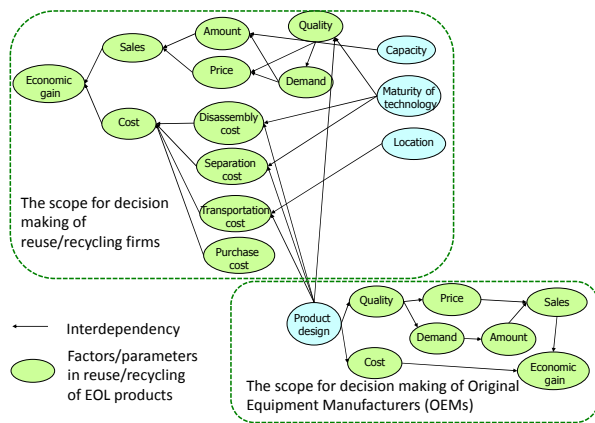 Quality
Amount
Sales
Capacity
Price
Demand
Economic
gain
Maturity of
technology
Cost
Disassembly
cost
Location
Separation
cost
The scope for decision
making of
reuse/recycling firms
Transportation
cost
Purchase
cost
Product
design
Quality
Price
Sales
Demand
Amount
Cost
Economic
gain
Interdependency
Factors/parameters
in reuse/recycling
of EOL products
The scope for decision making of Original
Equipment Manufacturers (OEMs)